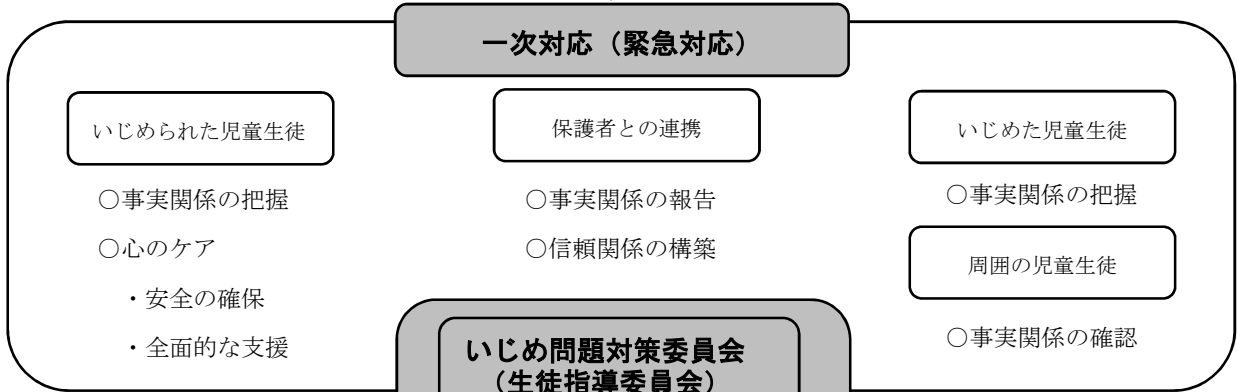 一次対応（緊急対応）
いじめられた児童生徒
○事実関係の把握
○心のケア
・安全の確保
・全面的な支援
保護者との連携
○事実関係の報告
○信頼関係の構築
いじめた児童生徒
○事実関係の把握
周囲の児童生徒
○事実関係の確認
いじめ問題対策委員会
（生徒指導委員会）